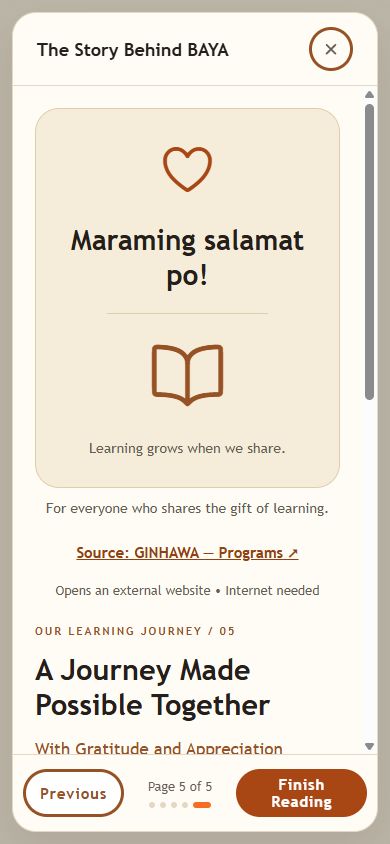 The Story Behind BAYA
Maraming salamat
po!
Learning grows when we share.
For everyone who shares the gift of learning.
Source: GINHAWA — Programs ↗
Opens an external website • Internet needed
OUR LEARNING JOURNEY / 05
A Journey Made
Possible Together
With Gratitude and Appreciation
Previous
Page 5 of 5
Finish
Reading